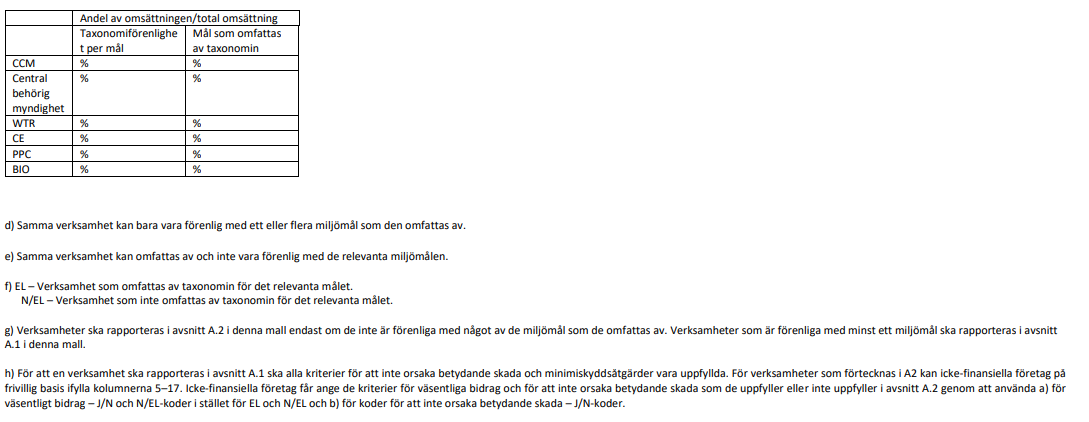 Andel av omsättningen/total omsättning
Taxonomiförenlighe Mål som omfattas
t per mål av taxonomin
CCM % %
Central % %
behörig
myndighet
WTR % %
CE % %
PPC % %
BIO % %
d) Samma verksamhet kan bara vara förenlig med ett eller flera miljömål som den omfattas av.
e) Samma verksamhet kan omfattas av och inte vara förenlig med de relevanta miljömålen.
f) EL – Verksamhet som omfattas av taxonomin för det relevanta målet.
N/EL – Verksamhet som inte omfattas av taxonomin för det relevanta målet.
g) Verksamheter ska rapporteras i avsnitt A.2 i denna mall endast om de inte är förenliga med något av de miljömål som de omfattas av. Verksamheter som är förenliga med minst ett miljömål ska rapporteras i avsnitt
A.1 i denna mall.
h) För att en verksamhet ska rapporteras i avsnitt A.1 ska alla kriterier för att inte orsaka betydande skada och minimiskyddsåtgärder vara uppfyllda. För verksamheter som förtecknas i A2 kan icke-finansiella företag på
frivillig basis ifylla kolumnerna 5–17. Icke-finansiella företag får ange de kriterier för väsentliga bidrag och för att inte orsaka betydande skada som de uppfyller eller inte uppfyller i avsnitt A.2 genom att använda a) för
väsentligt bidrag – J/N och N/EL-koder i stället för EL och N/EL och b) för koder för att inte orsaka betydande skada – J/N-koder.